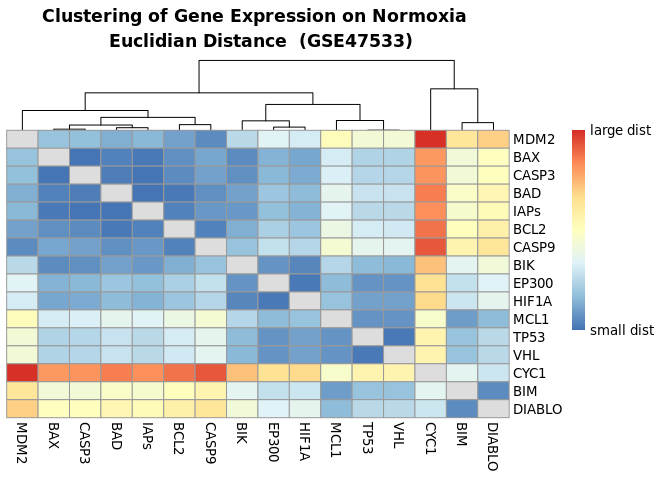 Clustering of Gene Expression on Normoxia
Euclidian Distance (GSE47533)
large dist
small dist
MDM2
BAX
CASP3
BAD
IAPs
BCL2
CASP9
BIK
EP300
HIF1A
MCL1
TP53
VHL
CYC1
BIM
DIABLO
MDM2
BAX
CASP3
BAD
IAPs
BCL2
CASP9
BIK
EP300
HIF1A
MCL1
TP53
VHL
CYC1
BIM
DIABLO